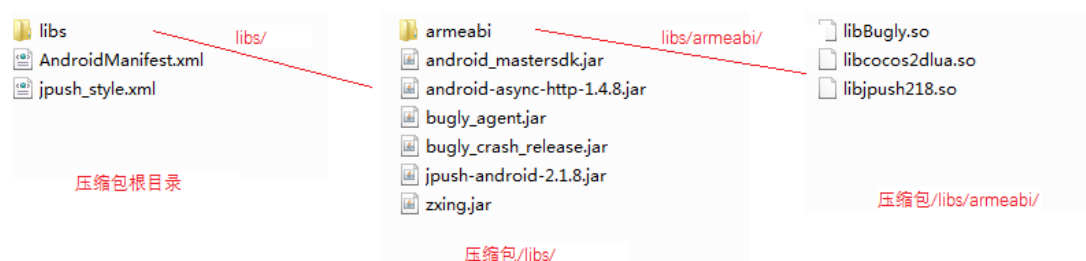 libs
AndroidManifest.xml
jpush_style.xml
压缩包根目录
libs/
armeabi
android_mastersdk.jar
android-async-http-1.4.8.jar
bugly_agent.jar
bugly_crash_release.jar
jpush-android-2.1.8.jar
zxing.jar
压缩包/libs/
libs/armeabi/
libBugly.so
libcocos2dlua.so
libjpush218.so
压缩包/libs/armeabi/